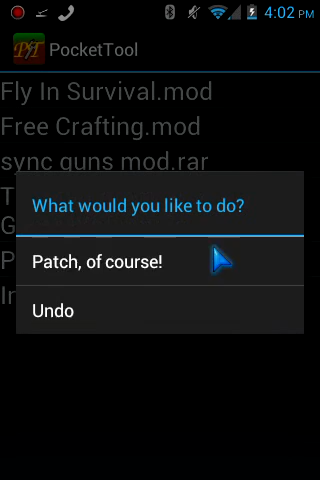 4:02 PM
PT PocketTool
Fly In Survival.mod
Free Crafting.mod
sync guns mod.rar
What would you like to do?
Patch, of course!
Undo